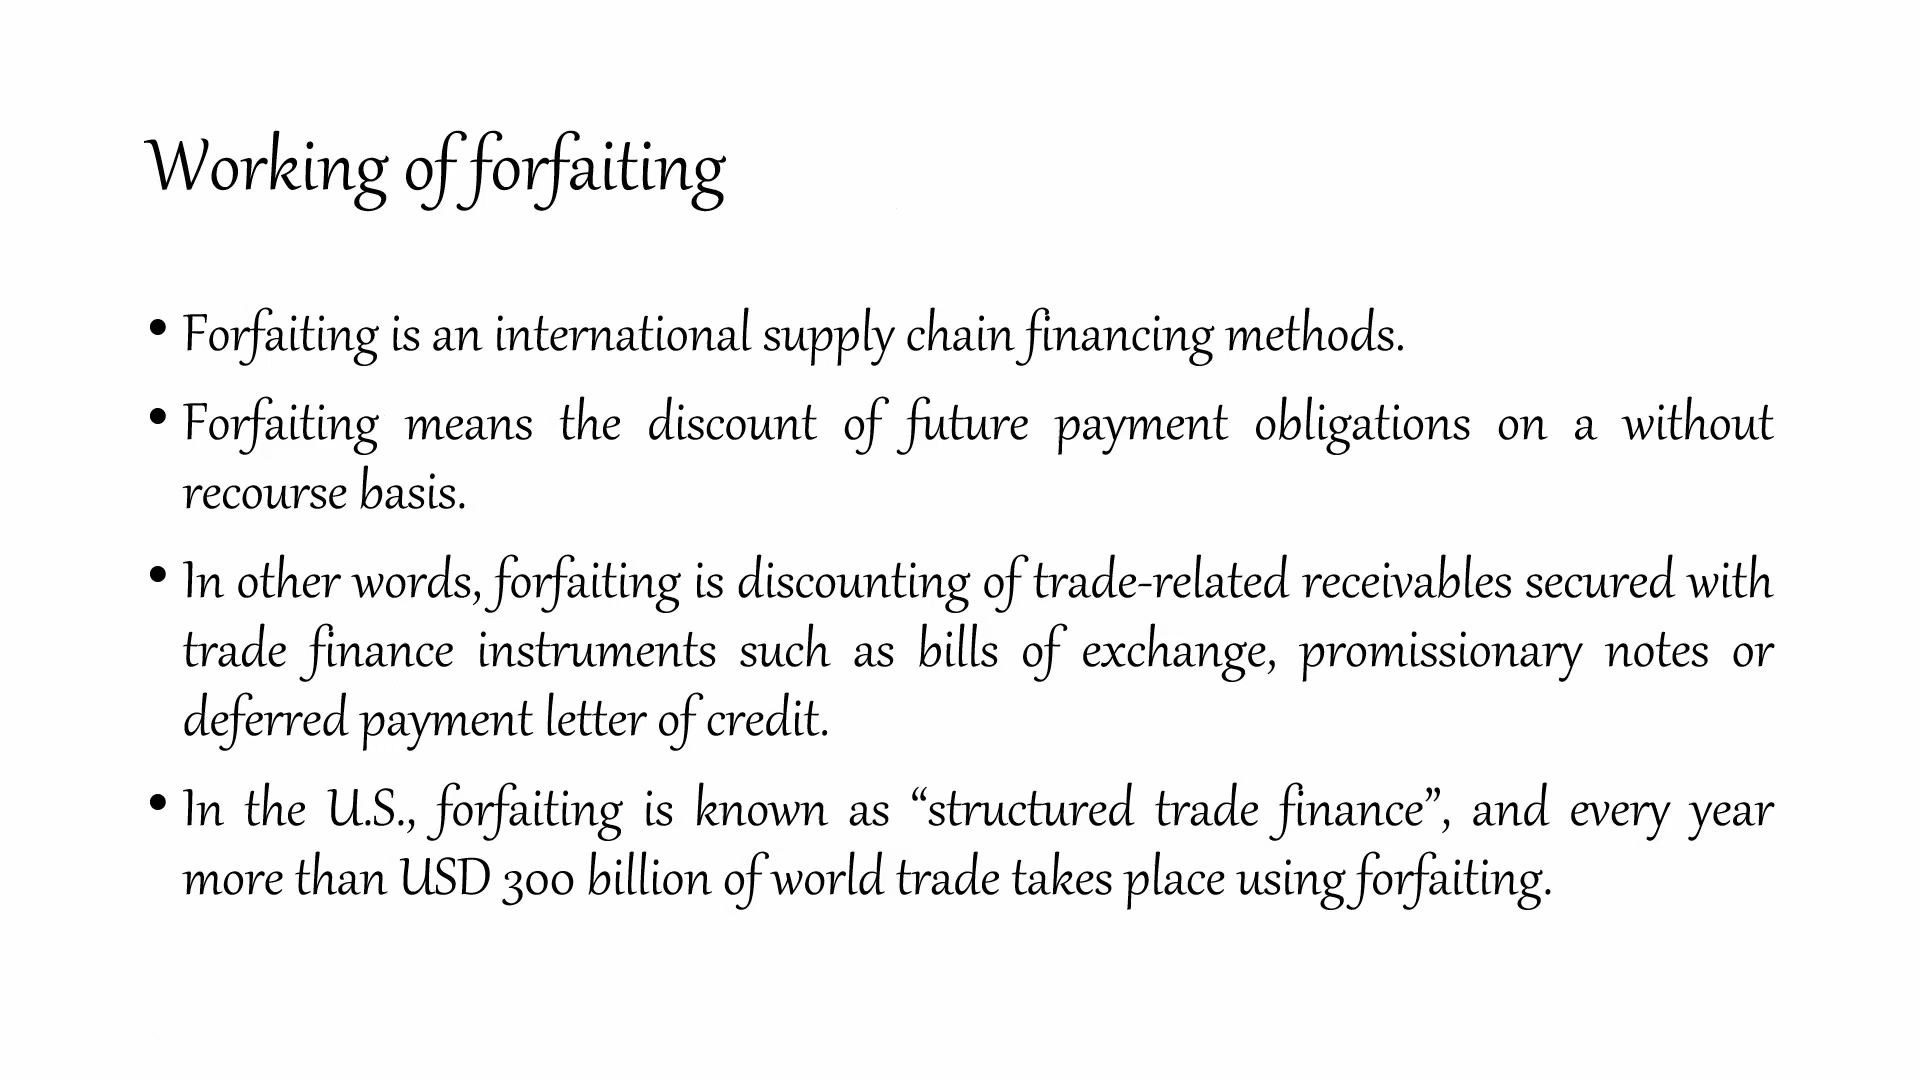 Working of forfaiting
• Forfaiting is an international supply chain financing methods.
• Forfaiting means the discount of future payment obligations on a without
recourse basis.
• In other words, forfaiting is discounting of trade-related receivables secured with
trade finance instruments such as bills of exchange, promissionary notes or
deferred payment letter of credit.
• In the U.S., forfaiting is known as “structured trade finance”, and every year
more than USD 300 billion of world trade takes place using forfaiting.